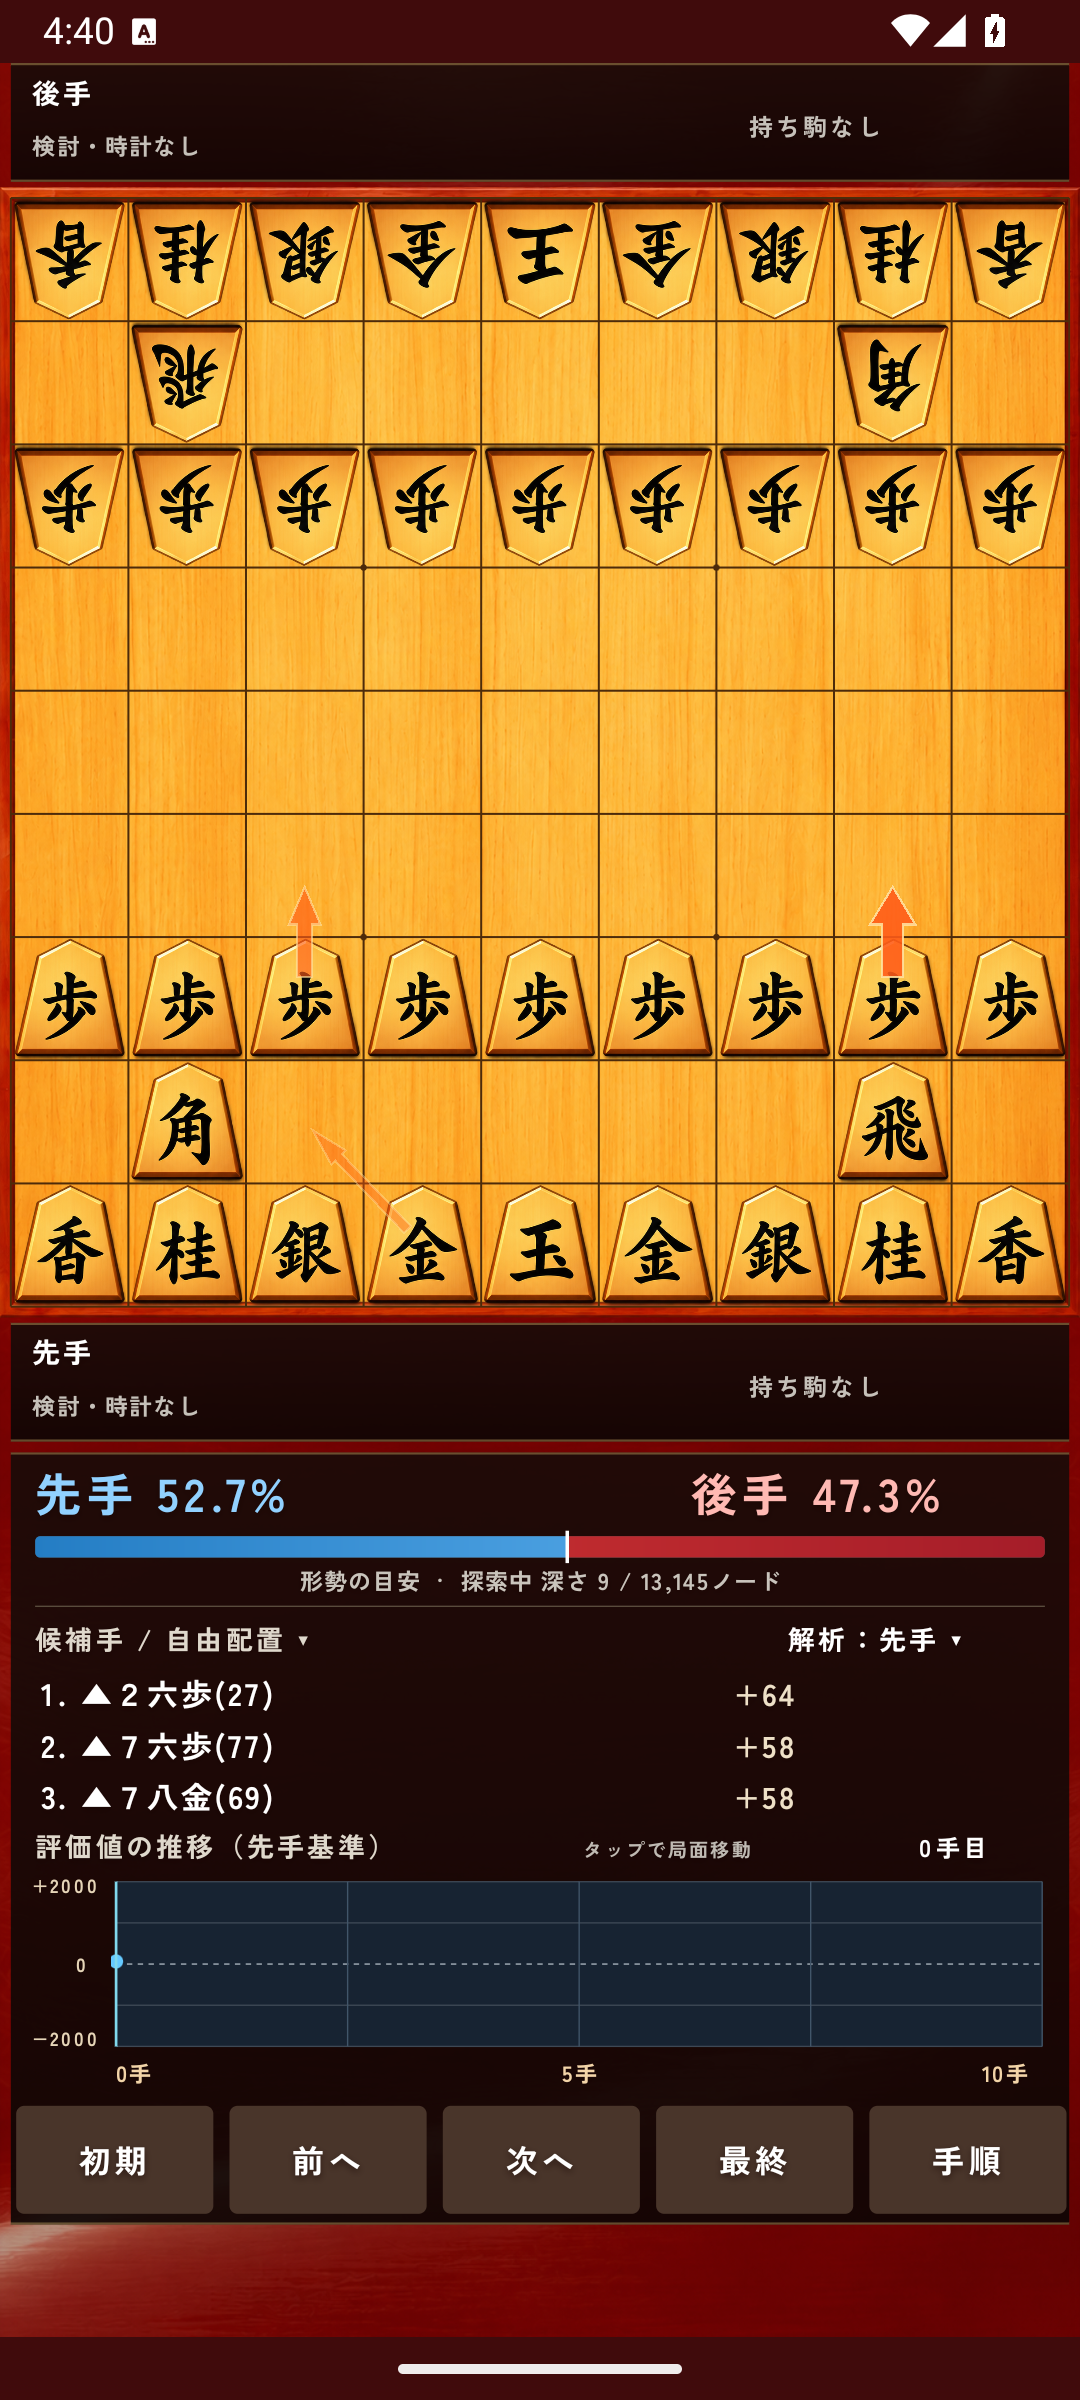 4:40 A
後手
検討・時計なし
持ち駒なし
香 桂 銀 金 王 金 銀 桂 香
飛 角
歩 歩 歩 歩 歩 歩 歩 歩 歩
歩 歩 歩 歩 歩 歩 歩 歩 歩
角 飛
香 桂 銀 金 玉 金 銀 桂 香
先手
検討・時計なし
持ち駒なし
先手 52.7% 後手 47.3%
形勢の目安 ・ 探索中 深さ 9 / 13,145ノード
候補手 / 自由配置 ▾ 解析：先手 ▾
1. ▲２六歩(27) +64
2. ▲７六歩(77) +58
3. ▲７八金(69) +58
評価値の推移（先手基準） タップで局面移動 0手目
+2000
0
−2000
0手 5手 10手
初期 前へ 次へ 最終 手順